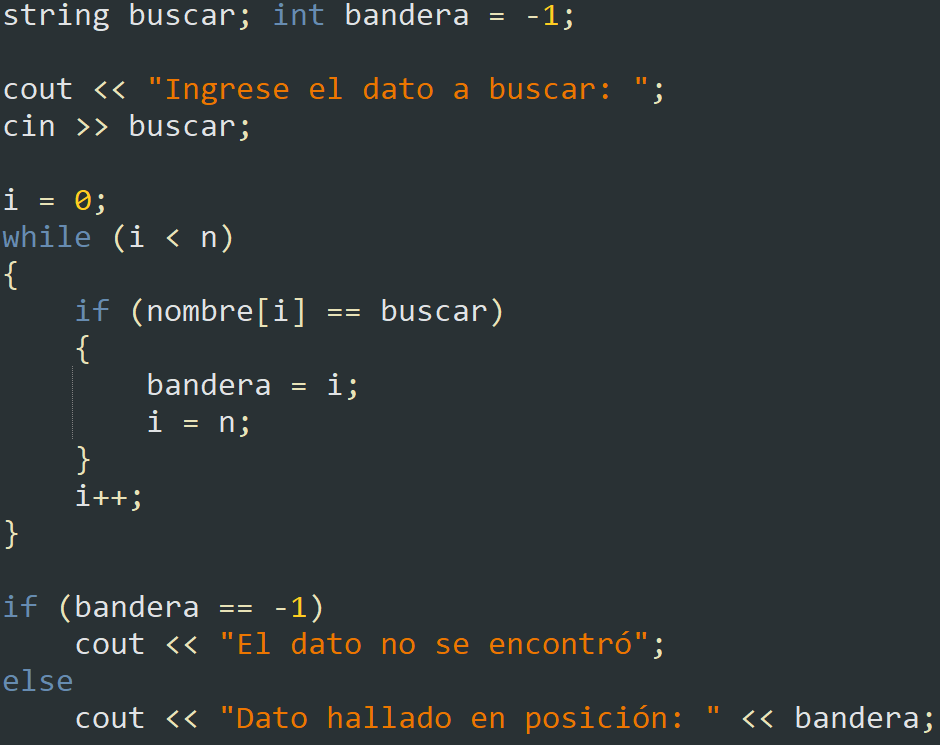 string buscar; int bandera = -1;

cout << "Ingrese el dato a buscar: ";
cin >> buscar;

i = 0;
while (i < n)
{
    if (nombre[i] == buscar)
    {
        bandera = i;
        i = n;
    }
    i++;
}

if (bandera == -1)
    cout << "El dato no se encontró";
else
    cout << "Dato hallado en posición: " << bandera;